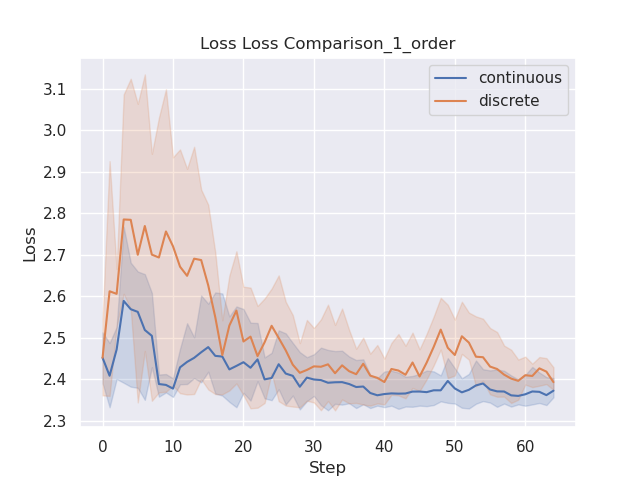 Loss Loss Comparison_1_order
continuous
discrete
3.1
3.0
2.9
2.8
2.7
2.6
2.5
2.4
2.3
Loss
0 10 20 30 40 50 60
Step